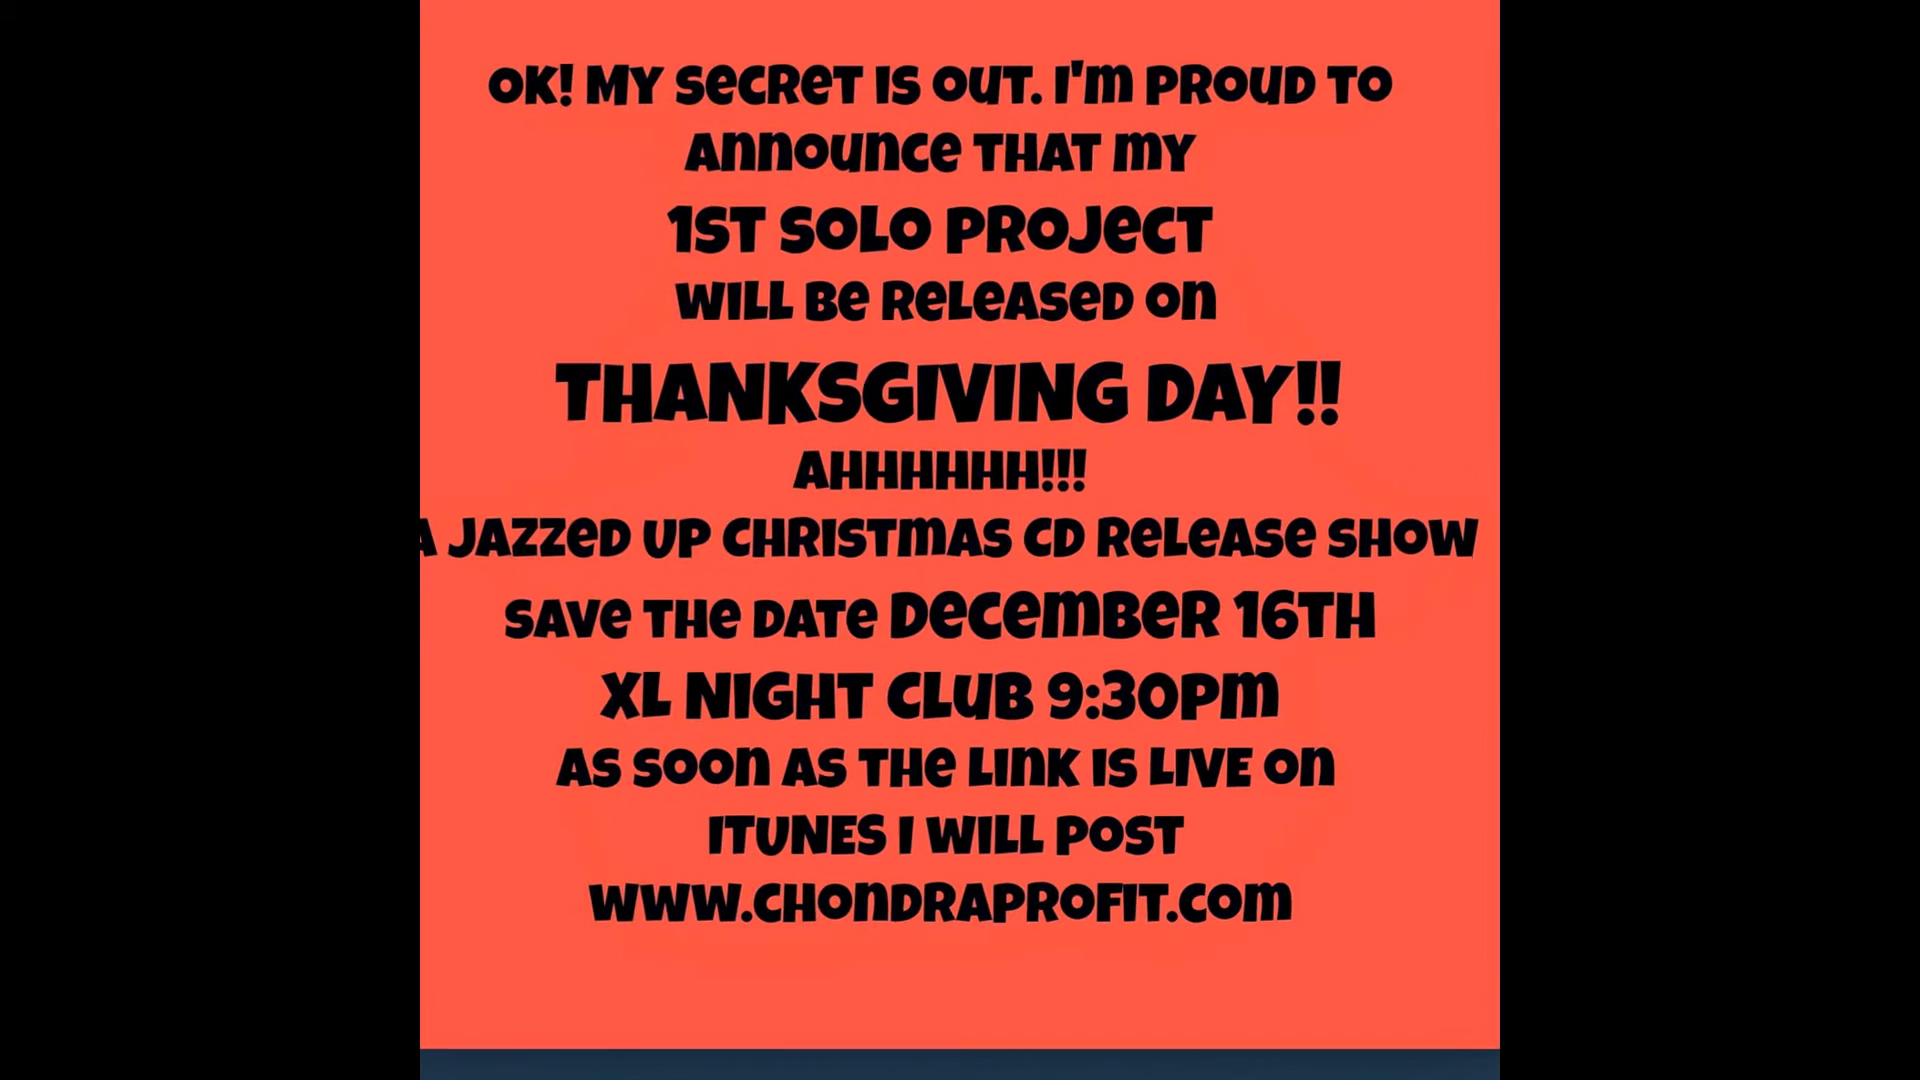 OK! My secret is out. I'm proud to
announce that my
1st Solo Project
will be released on
THANKSGIVING DAY!!
Ahhhhhh!!!
A Jazzed Up Christmas CD Release Show
Save the date December 16th
XL NIGHT CLUB 9:30pm
As soon as the link is LIVE on
ITUNES I will post
www.chondraprofit.com